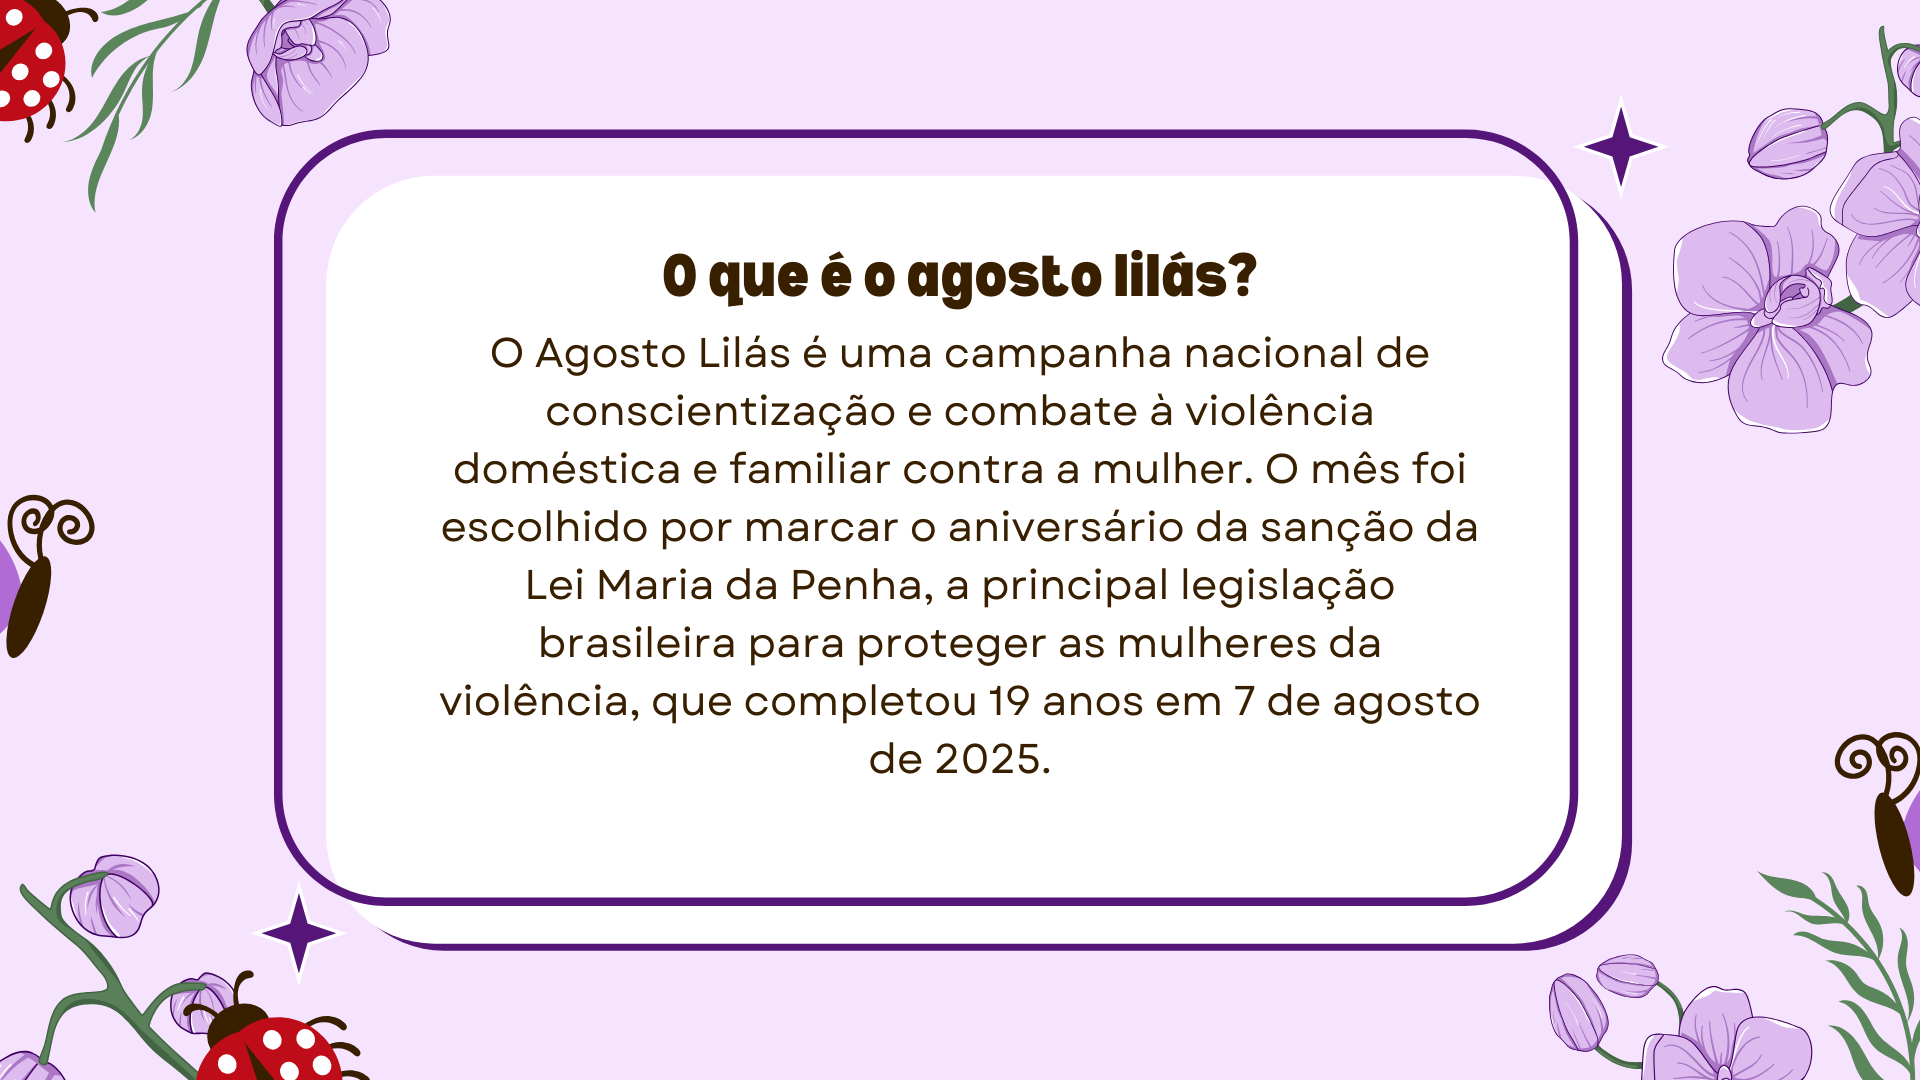 O que é o agosto lilás?
O Agosto Lilás é uma campanha nacional de
conscientização e combate à violência
doméstica e familiar contra a mulher. O mês foi
escolhido por marcar o aniversário da sanção da
Lei Maria da Penha, a principal legislação
brasileira para proteger as mulheres da
violência, que completou 19 anos em 7 de agosto
de 2025.